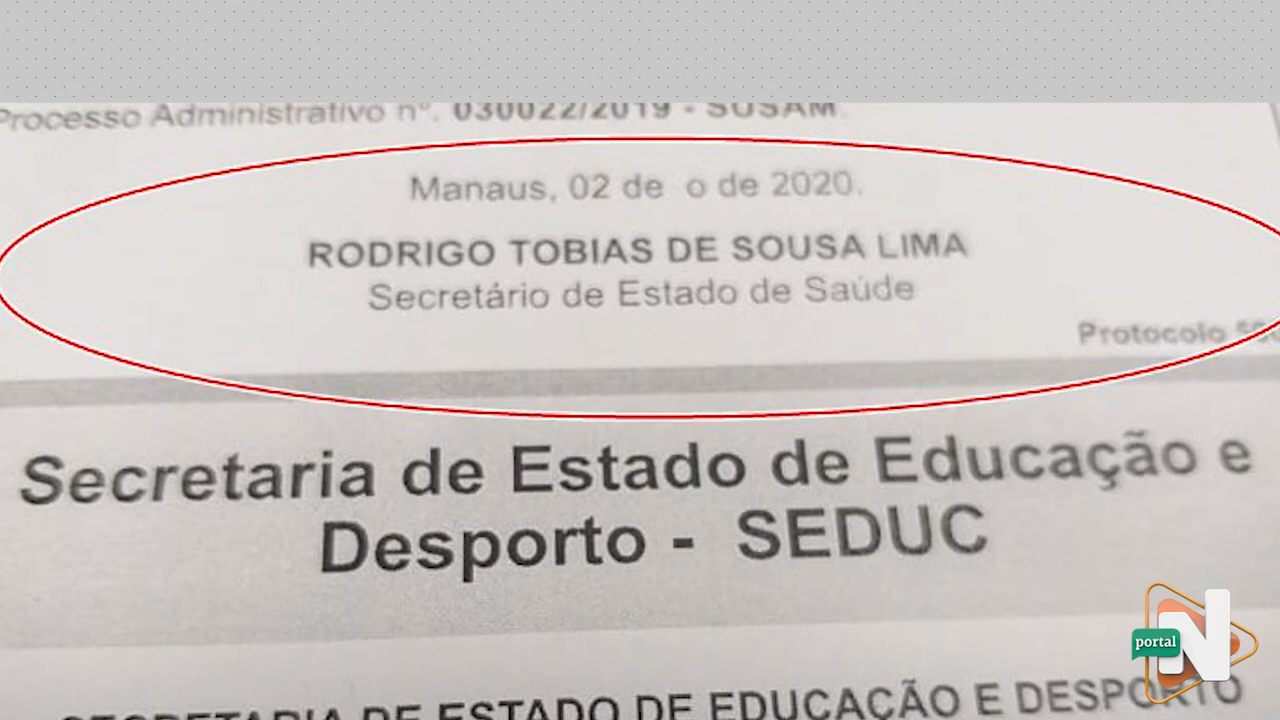 Processo Administrativo nº. 030022/2019 - SUSAM.
Manaus, 02 de o de 2020.
RODRIGO TOBIAS DE SOUSA LIMA
Secretário de Estado de Saúde
Protocolo
Secretaria de Estado de Educação e
Desporto - SEDUC
SECRETARIA DE ESTADO DE EDUCAÇÃO E DESPORTO
portal
N